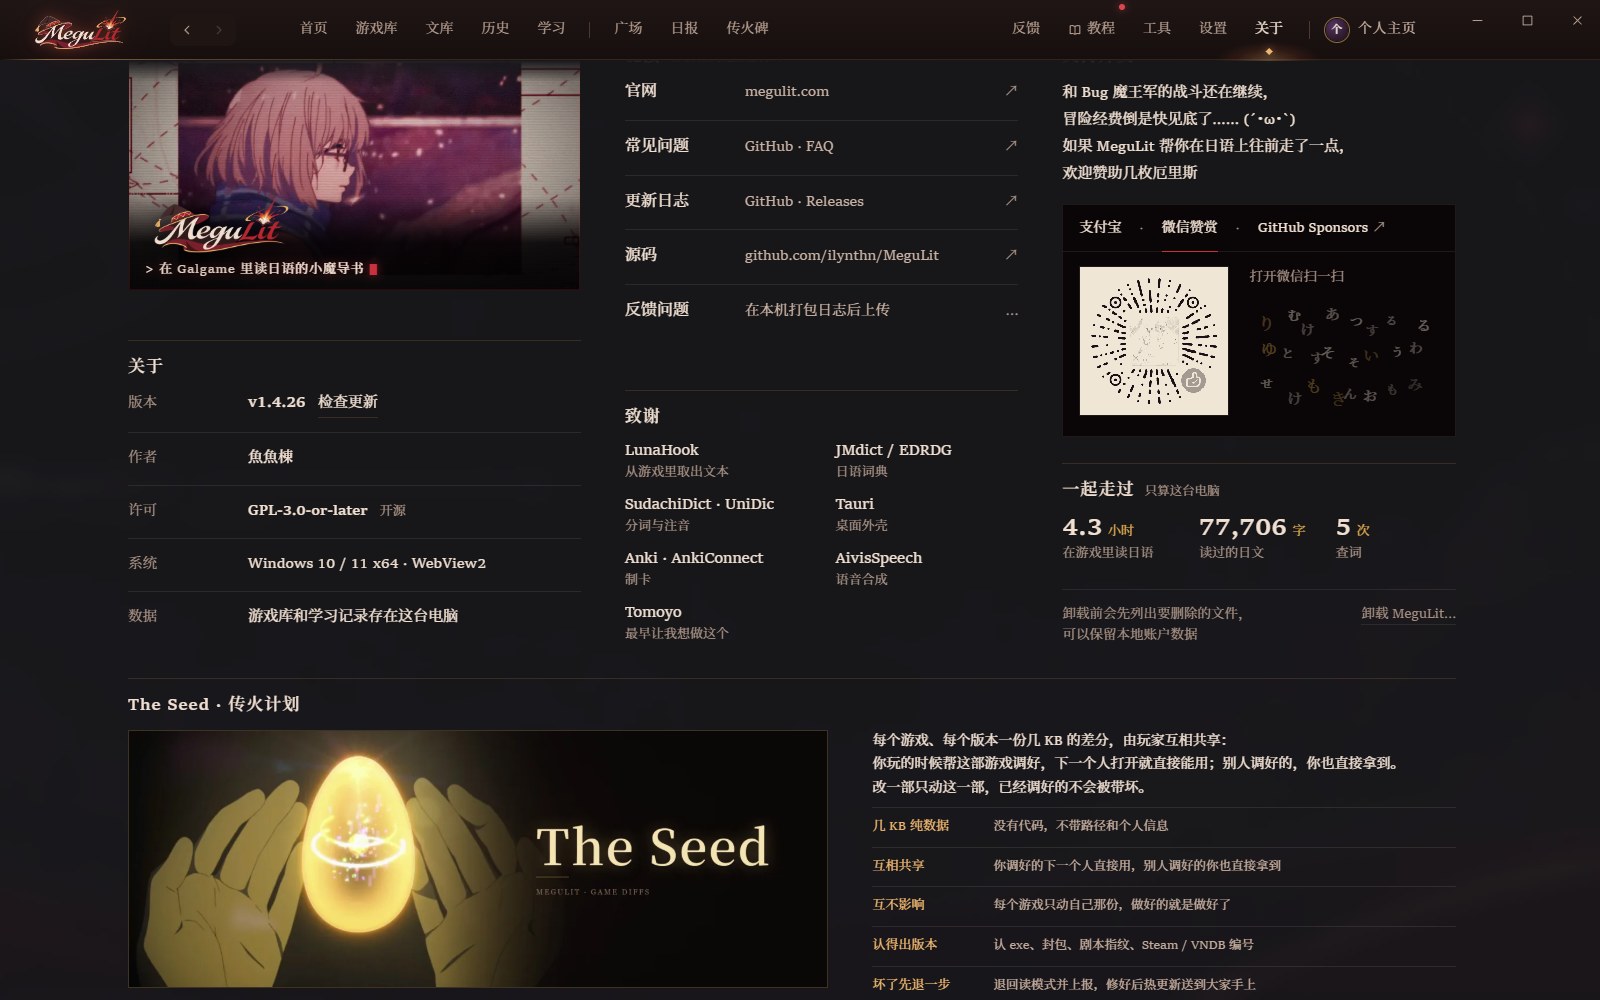 MeguLit
首页
游戏库
文库
历史
学习
广场
日报
传火碑
反馈
教程
工具
设置
关于
个
个人主页
MeguLit
> 在 Galgame 里读日语的小魔导书
关于
版本 v1.4.26 检查更新
作者 魚魚棟
许可 GPL-3.0-or-later 开源
系统 Windows 10 / 11 x64 · WebView2
数据 游戏库和学习记录存在这台电脑
官网 megulit.com ↗
常见问题 GitHub · FAQ ↗
更新日志 GitHub · Releases ↗
源码 github.com/ilynthn/MeguLit ↗
反馈问题 在本机打包日志后上传 …
致谢
LunaHook
从游戏里取出文本
JMdict / EDRDG
日语词典
SudachiDict · UniDic
分词与注音
Tauri
桌面外壳
Anki · AnkiConnect
制卡
AivisSpeech
语音合成
Tomoyo
最早让我想做这个
和 Bug 魔王军的战斗还在继续，
冒险经费倒是快见底了…… (´･ω･`)
如果 MeguLit 帮你在日语上往前走了一点，
欢迎赞助几枚厄里斯
支付宝 · 微信赞赏 · GitHub Sponsors ↗
打开微信扫一扫
り む け あ つ す る る
ゆ と す そ そ い う わ
せ け も き ん お も み
一起走过 只算这台电脑
4.3 小时
在游戏里读日语
77,706 字
读过的日文
5 次
查词
卸载前会先列出要删除的文件，
可以保留本地账户数据
卸载 MeguLit…
The Seed · 传火计划
The Seed
MEGULIT · GAME DIFFS
每个游戏、每个版本一份几 KB 的差分，由玩家互相共享：
你玩的时候帮这部游戏调好，下一个人打开就直接能用；别人调好的，你也直接拿到。
改一部只动这一部，已经调好的不会被带坏。
几 KB 纯数据 没有代码，不带路径和个人信息
互相共享 你调好的下一个人直接用，别人调好的你也直接拿到
互不影响 每个游戏只动自己那份，做好的就是做好了
认得出版本 认 exe、封包、剧本指纹、Steam / VNDB 编号
坏了先退一步 退回读模式并上报，修好后热更新送到大家手上